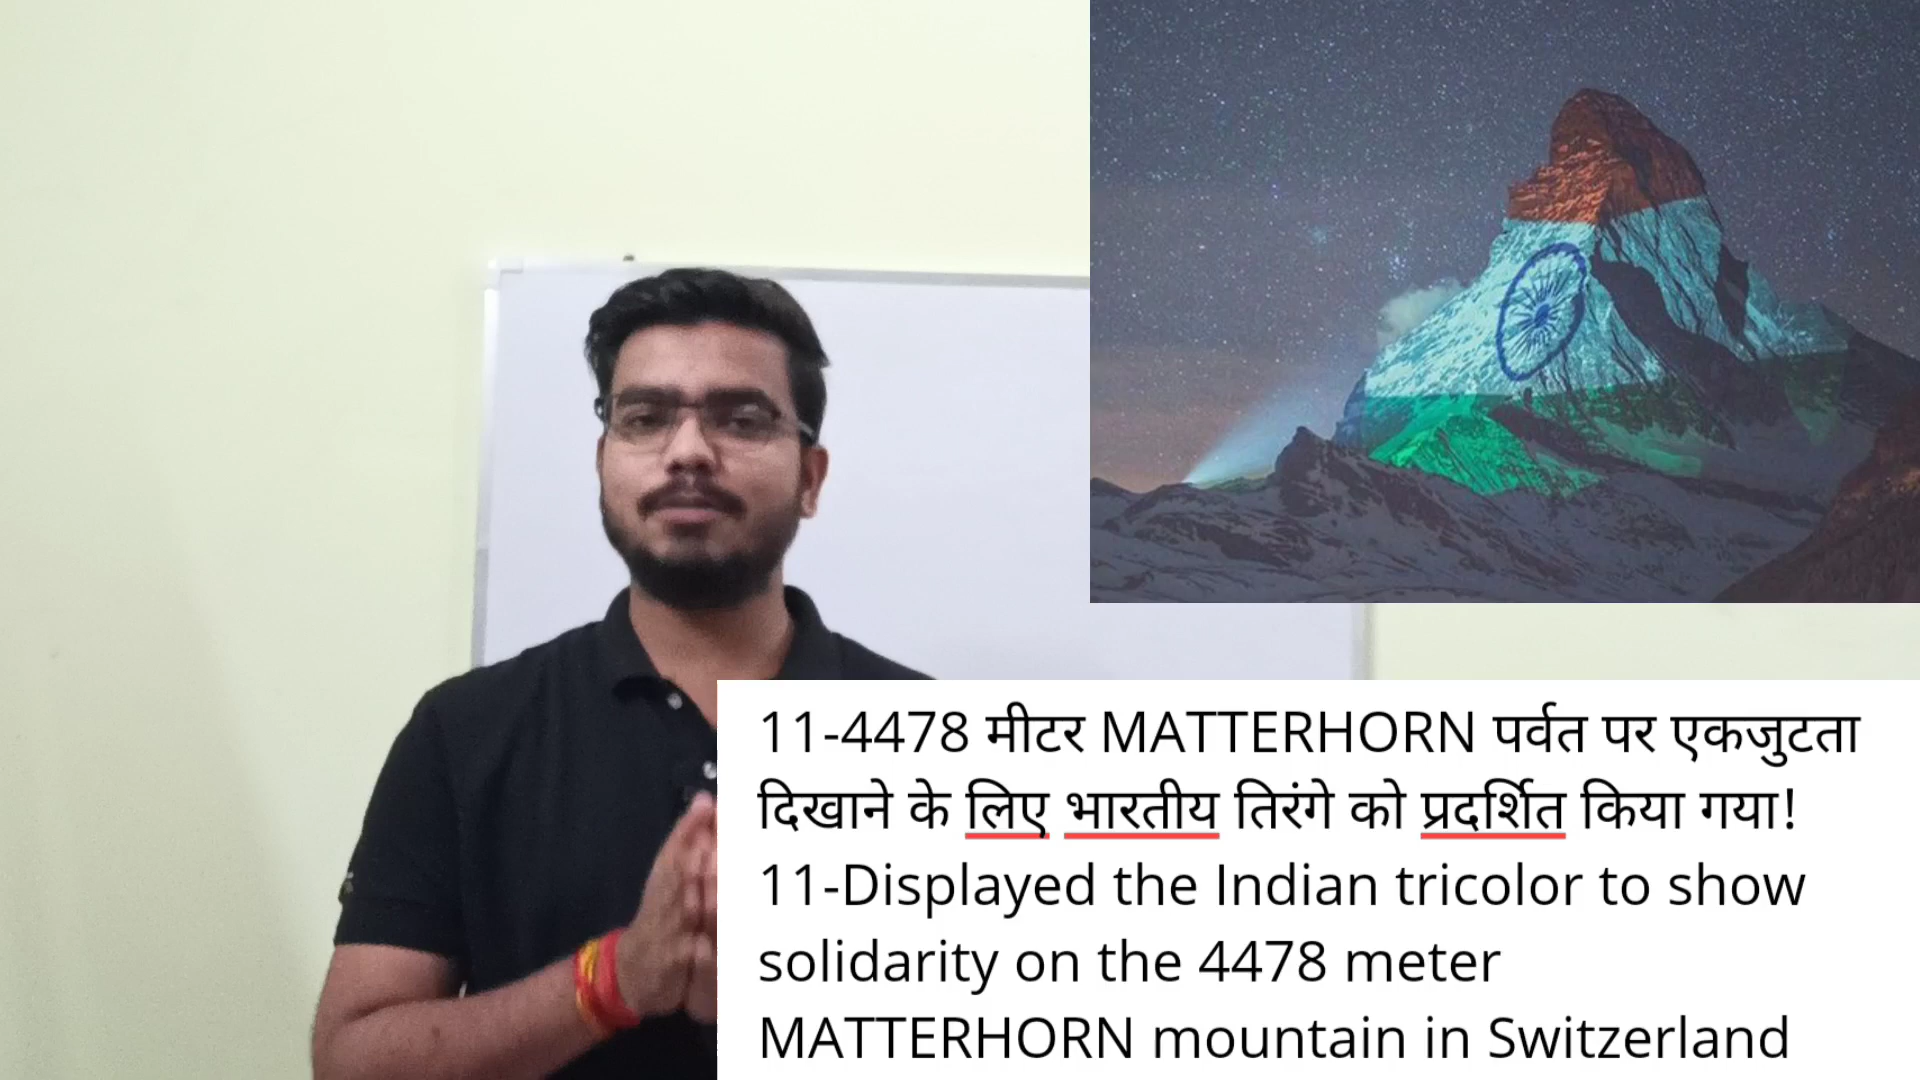 11-4478 मीटर MATTERHORN पर्वत पर एकजुटता
दिखाने के लिए भारतीय तिरंगे को प्रदर्शित किया गया!
11-Displayed the Indian tricolor to show
solidarity on the 4478 meter
MATTERHORN mountain in Switzerland